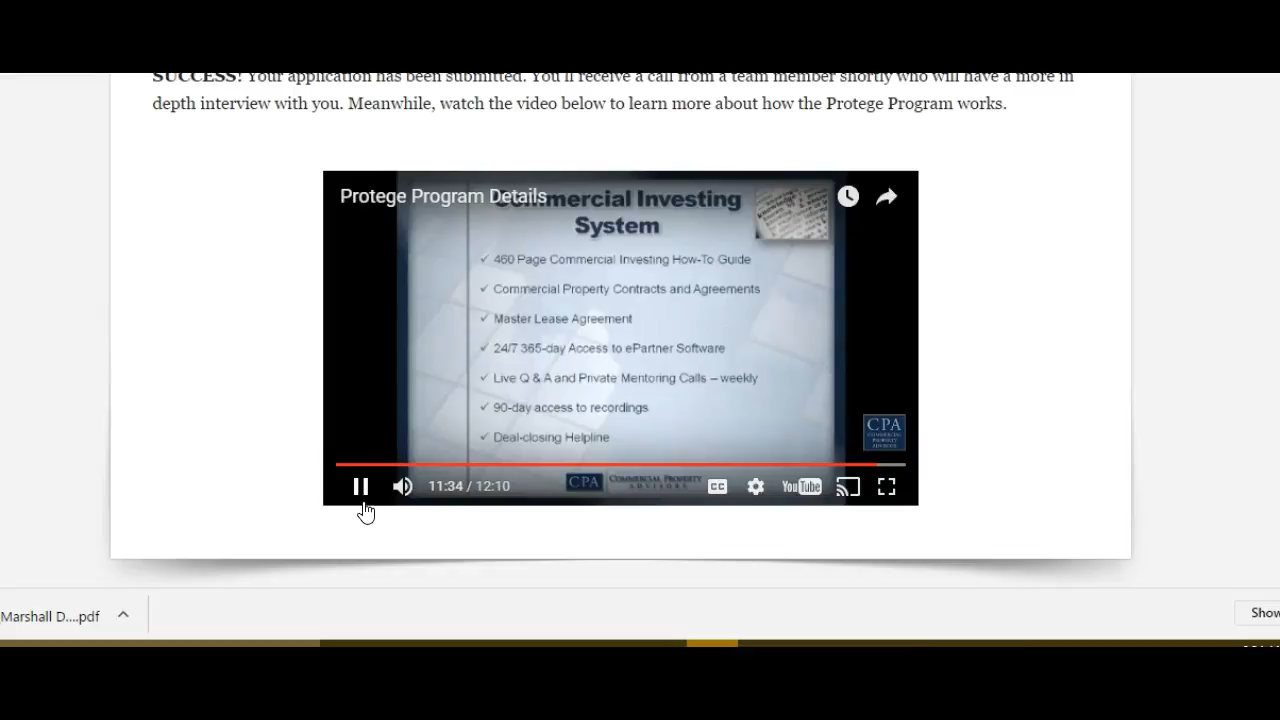 SUCCESS! Your application has been submitted. You'll receive a call from a team member shortly who will have a more in
depth interview with you. Meanwhile, watch the video below to learn more about how the Protege Program works.
Protege Program Details
Commercial Investing
System
✓ 460 Page Commercial Investing How-To Guide
✓ Commercial Property Contracts and Agreements
✓ Master Lease Agreement
✓ 24/7 365-day Access to ePartner Software
✓ Live Q & A and Private Mentoring Calls – weekly
✓ 90-day access to recordings
✓ Deal-closing Helpline
CPA
COMMERCIAL
PROPERTY
ADVISORS
11:34 / 12:10
CPA COMMERCIAL PROPERTY
ADVISORS
CC
YouTube
Marshall D....pdf
Show